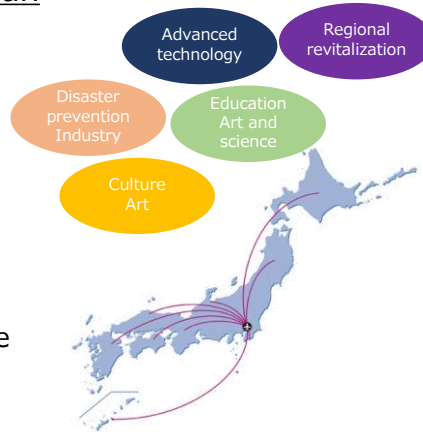 Advanced
technology
Regional
revitalization
Disaster
prevention
Industry
Education
Art and
science
Culture
Art